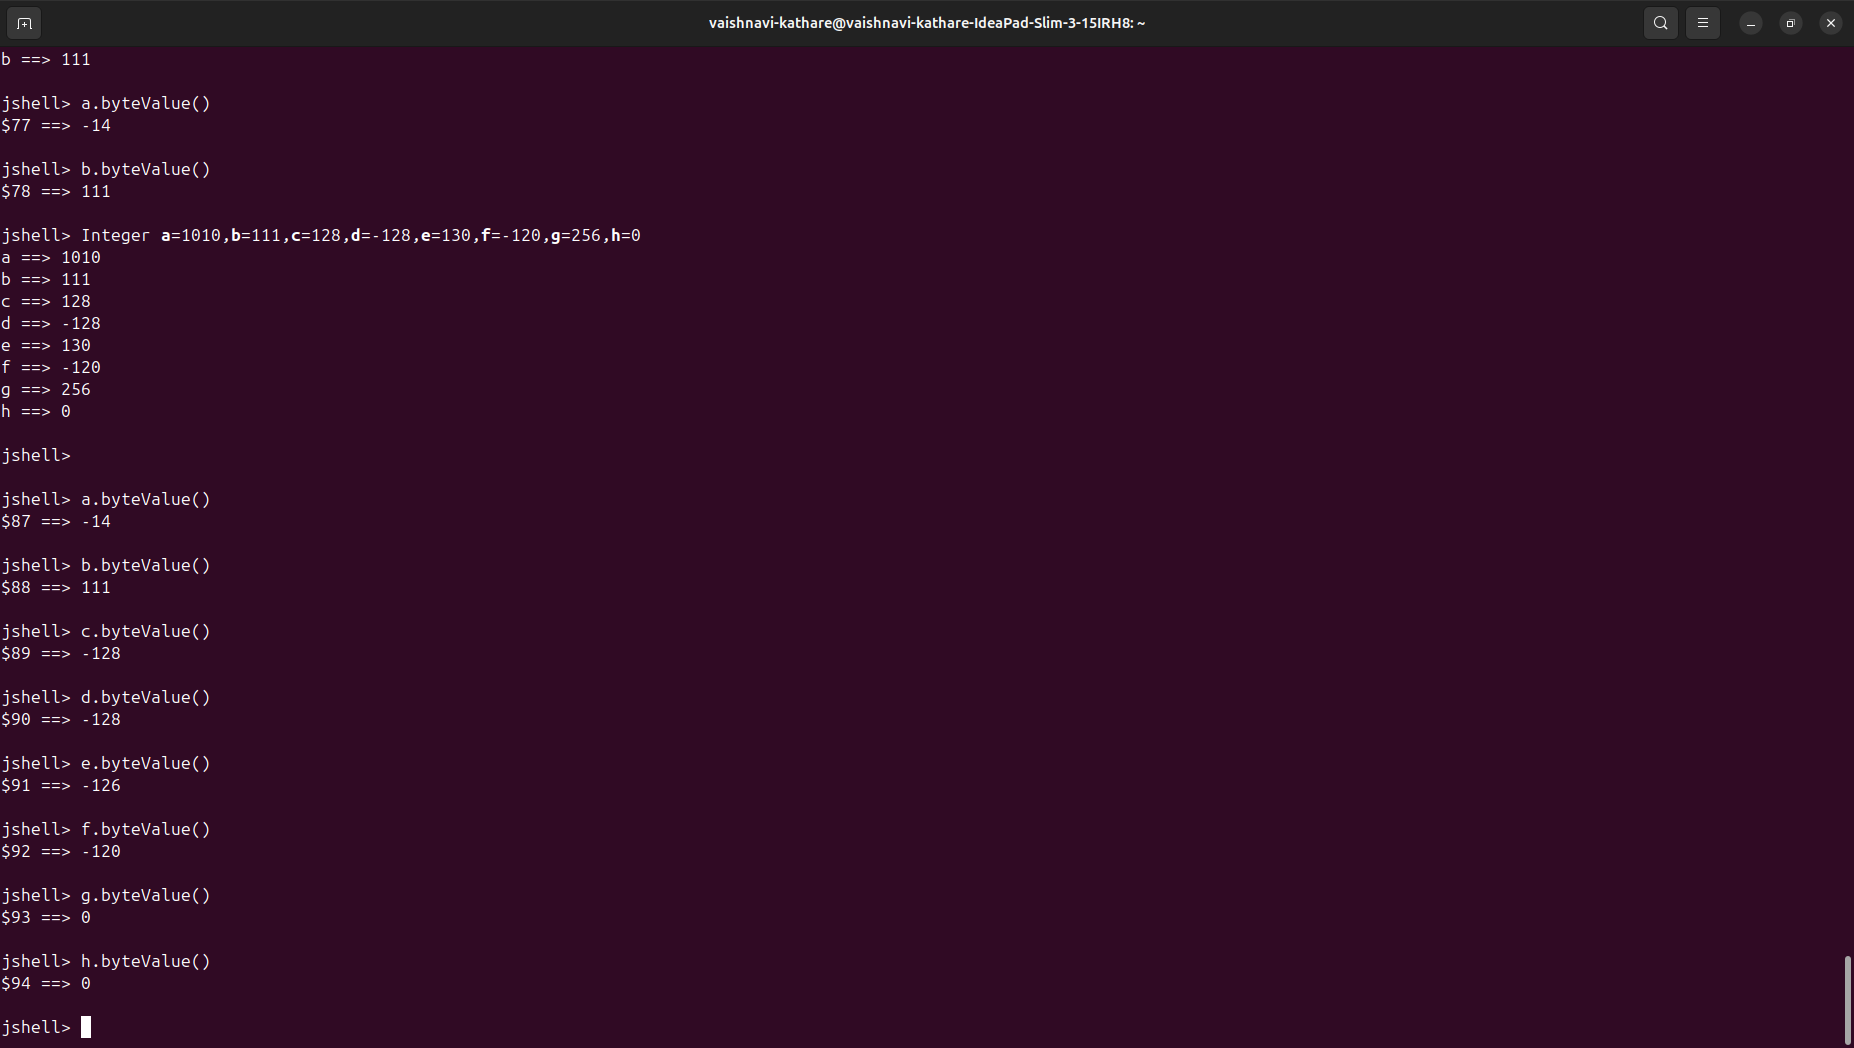 vaishnavi-kathare@vaishnavi-kathare-IdeaPad-Slim-3-15IRH8: ~
b ==> 111
jshell> a.byteValue()
$77 ==> -14
jshell> b.byteValue()
$78 ==> 111
jshell> Integer a=1010,b=111,c=128,d=-128,e=130,f=-120,g=256,h=0
a ==> 1010
b ==> 111
c ==> 128
d ==> -128
e ==> 130
f ==> -120
g ==> 256
h ==> 0
jshell>
jshell> a.byteValue()
$87 ==> -14
jshell> b.byteValue()
$88 ==> 111
jshell> c.byteValue()
$89 ==> -128
jshell> d.byteValue()
$90 ==> -128
jshell> e.byteValue()
$91 ==> -126
jshell> f.byteValue()
$92 ==> -120
jshell> g.byteValue()
$93 ==> 0
jshell> h.byteValue()
$94 ==> 0
jshell>